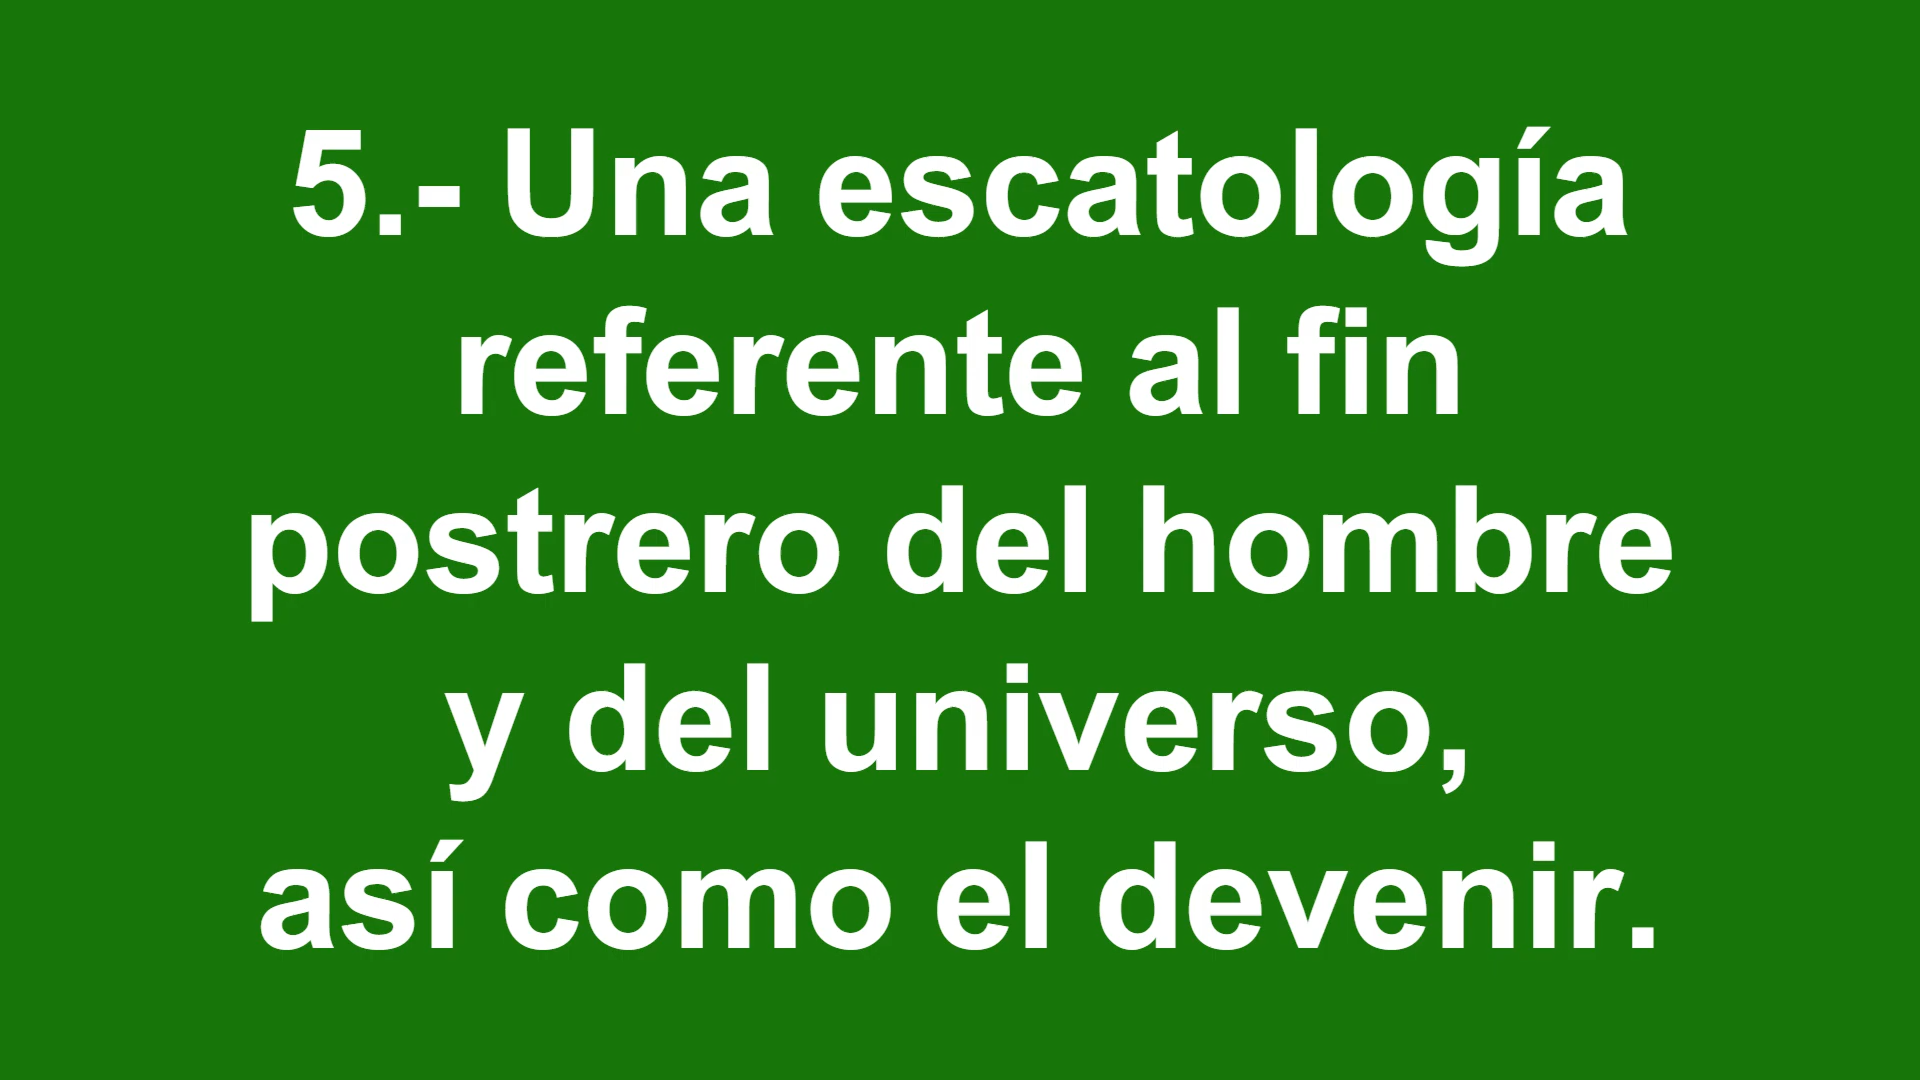 5.- Una escatología
referente al fin
postrero del hombre
y del universo,
así como el devenir.